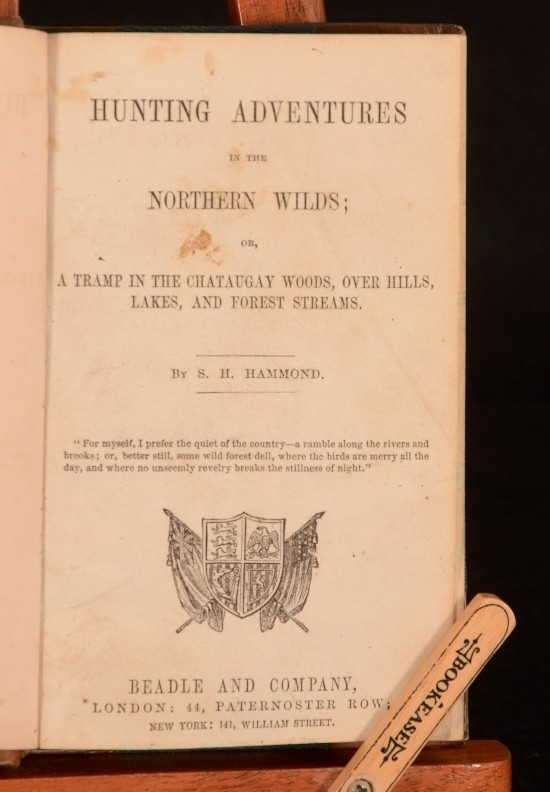 HUNTING ADVENTURES
IN THE
NORTHERN WILDS;
OR,
A TRAMP IN THE CHATAUGAY WOODS, OVER HILLS,
LAKES, AND FOREST STREAMS.
BY S. H. HAMMOND.
"For myself, I prefer the quiet of the country—a ramble along the rivers and
brooks; or, better still, some wild forest dell, where the birds are merry all the
day, and where no unseemly revelry breaks the stillness of night."
BEADLE AND COMPANY,
LONDON: 44, PATERNOSTER ROW;
NEW YORK: 141, WILLIAM STREET.
BOOKEASEL